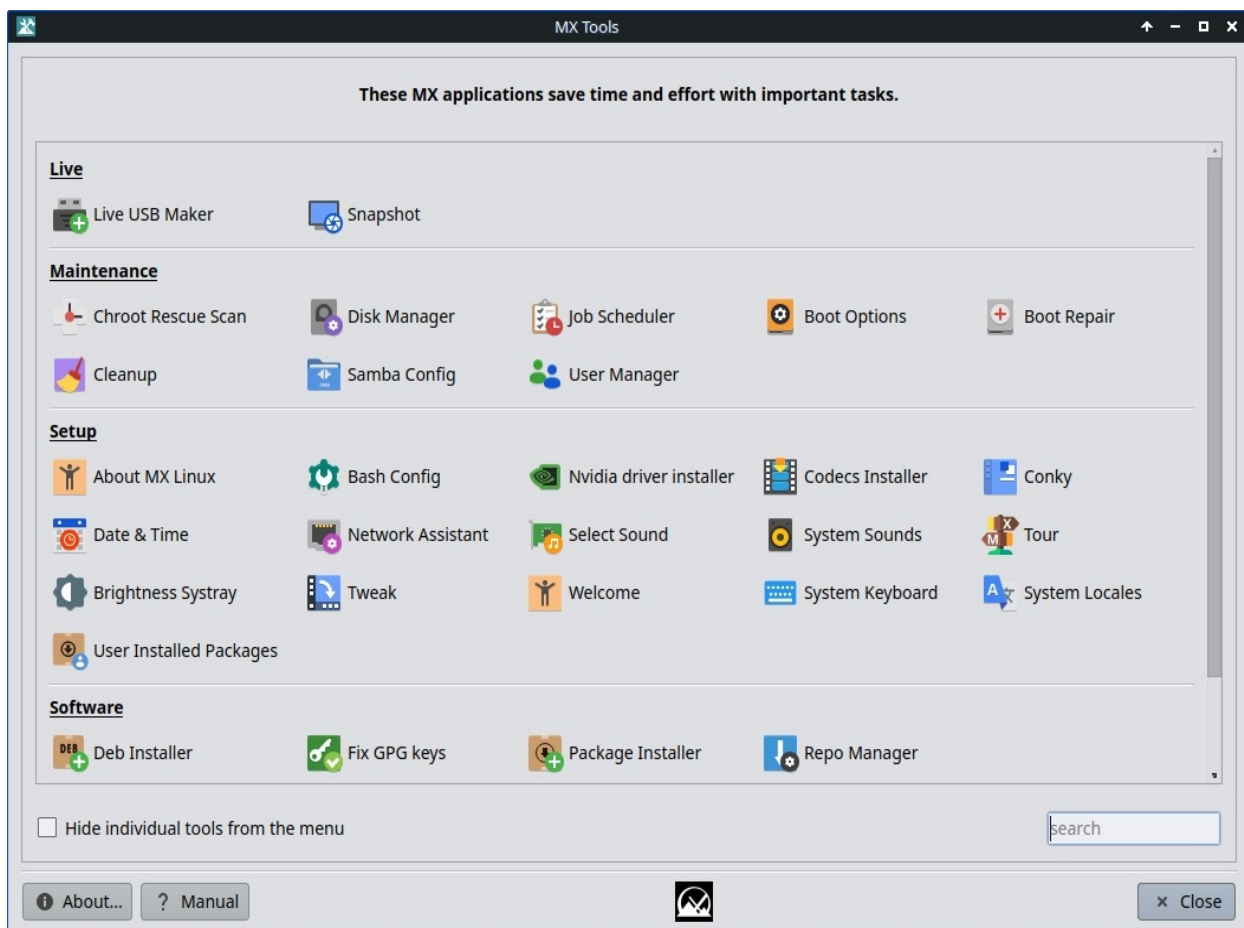 MX Tools
These MX applications save time and effort with important tasks.
Live
Live USB Maker Snapshot
Maintenance
Chroot Rescue Scan Disk Manager Job Scheduler Boot Options Boot Repair
Cleanup Samba Config User Manager
Setup
About MX Linux Bash Config Nvidia driver installer Codecs Installer Conky
Date & Time Network Assistant Select Sound System Sounds Tour
Brightness Systray Tweak Welcome System Keyboard System Locales
User Installed Packages
Software
Deb Installer Fix GPG keys Package Installer Repo Manager
Hide individual tools from the menu search
About... ? Manual Close